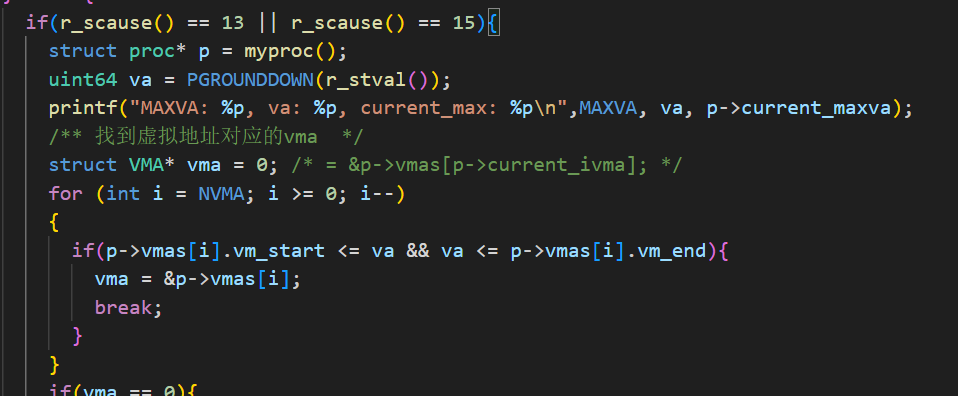 if(r_scause() == 13 || r_scause() == 15){
struct proc* p = myproc();
uint64 va = PGROUNDDOWN(r_stval());
printf("MAXVA: %p, va: %p, current_max: %p\n",MAXVA, va, p->current_maxva);
/** 找到虚拟地址对应的vma  */
struct VMA* vma = 0; /* = &p->vmas[p->current_ivma]; */
for (int i = NVMA; i >= 0; i--)
{
if(p->vmas[i].vm_start <= va && va <= p->vmas[i].vm_end){
vma = &p->vmas[i];
break;
}
}
if(vma == 0){